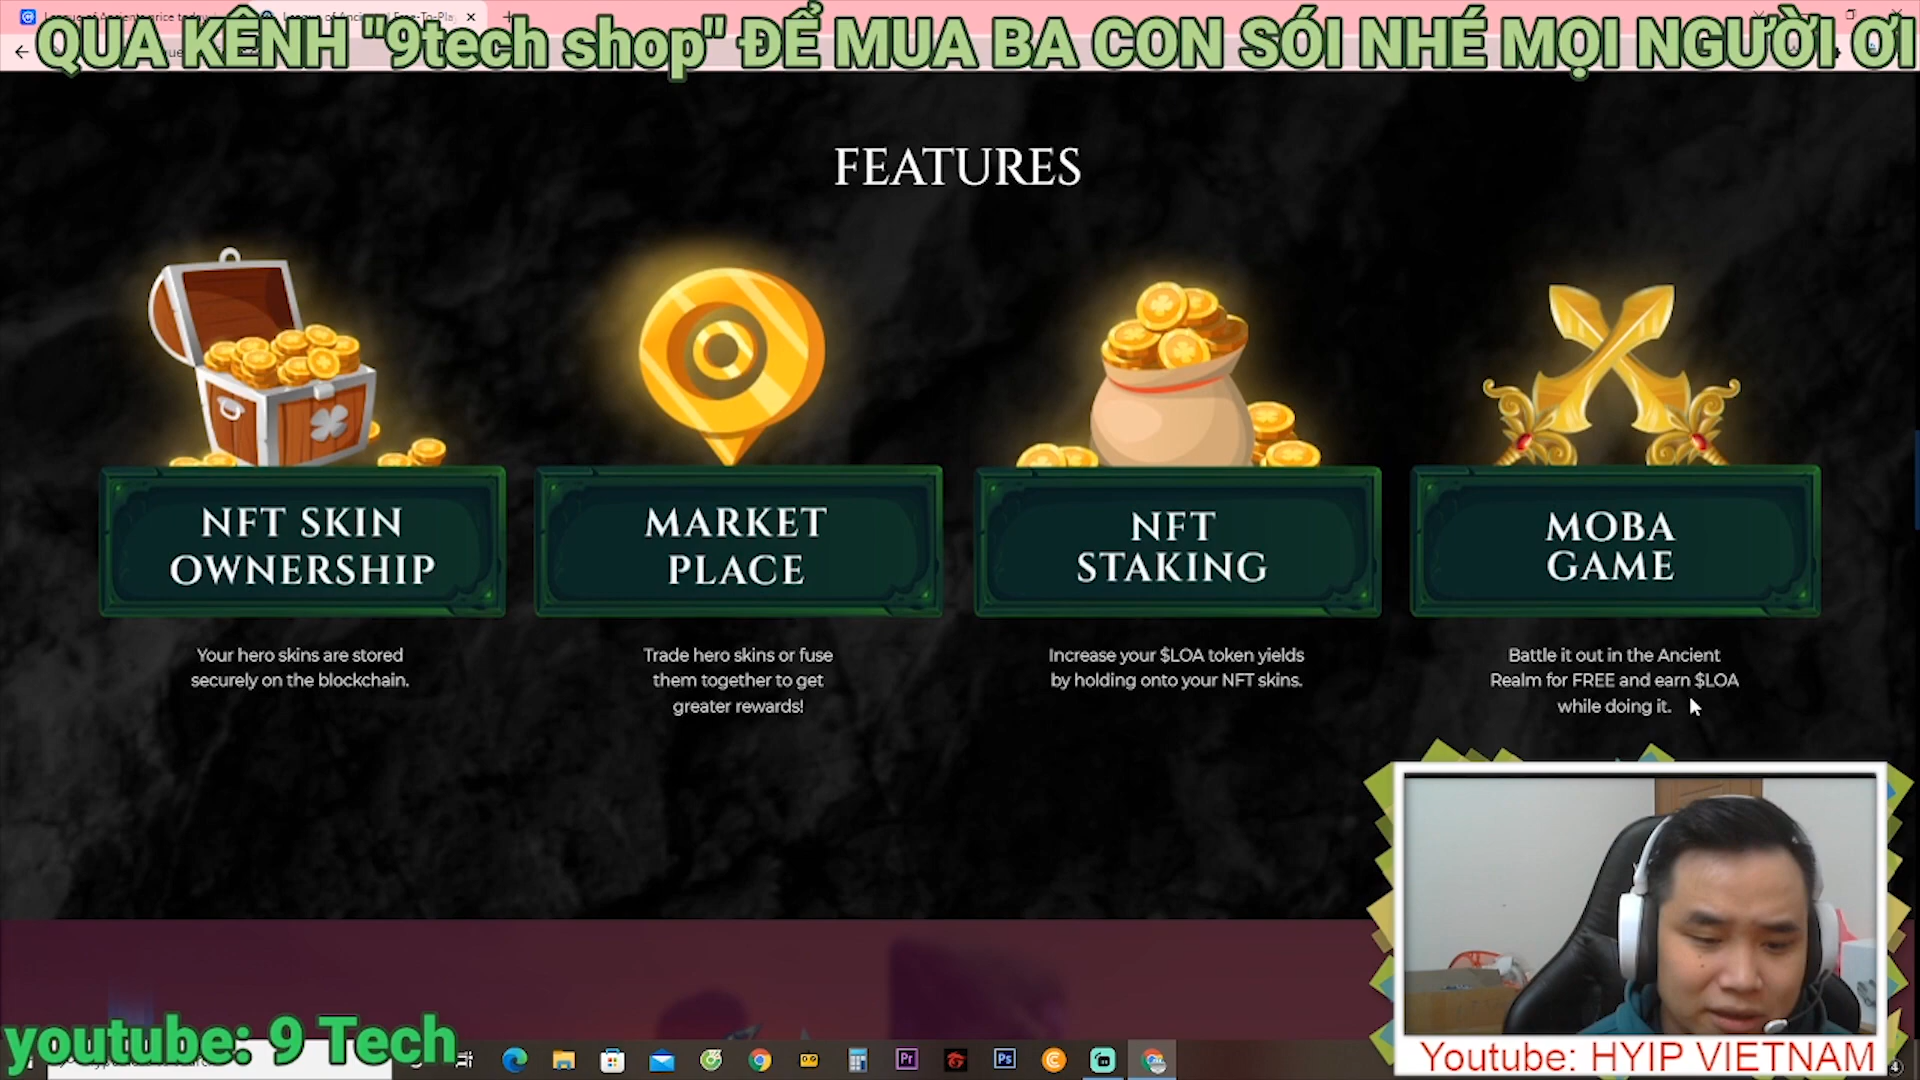 QUA KÊNH "9tech shop" ĐỂ MUA BA CON SÓI NHÉ MỌI NGƯỜI ƠI
FEATURES
NFT SKIN
OWNERSHIP
Your hero skins are stored
securely on the blockchain.
MARKET
PLACE
Trade hero skins or fuse
them together to get
greater rewards!
NFT
STAKING
Increase your $LOA token yields
by holding onto your NFT skins.
MOBA
GAME
Battle it out in the Ancient
Realm for FREE and earn $LOA
while doing it.
youtube: 9 Tech
Pr
Ps
Youtube: HYIP VIETNAM